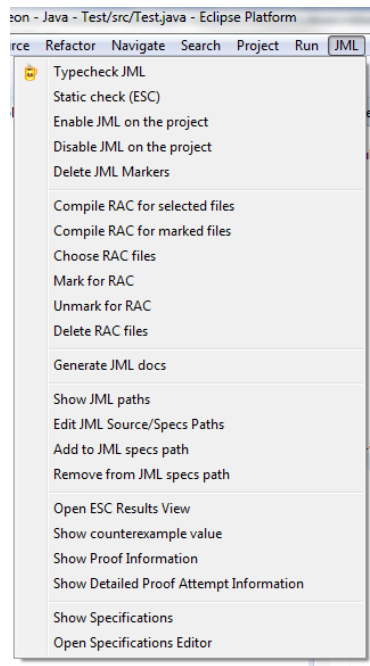 eon - Java - Test/src/Test.java - Eclipse Platform
rce Refactor Navigate Search Project Run JML
Typecheck JML
Static check (ESC)
Enable JML on the project
Disable JML on the project
Delete JML Markers
Compile RAC for selected files
Compile RAC for marked files
Choose RAC files
Mark for RAC
Unmark for RAC
Delete RAC files
Generate JML docs
Show JML paths
Edit JML Source/Specs Paths
Add to JML specs path
Remove from JML specs path
Open ESC Results View
Show counterexample value
Show Proof Information
Show Detailed Proof Attempt Information
Show Specifications
Open Specifications Editor